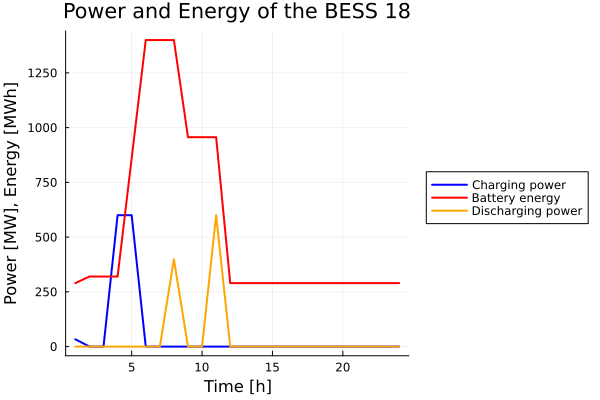 Power and Energy of the BESS 18
Power [MW], Energy [MWh]
1250
1000
750
500
250
0
5
10
15
20
Time [h]
Charging power
Battery energy
Discharging power